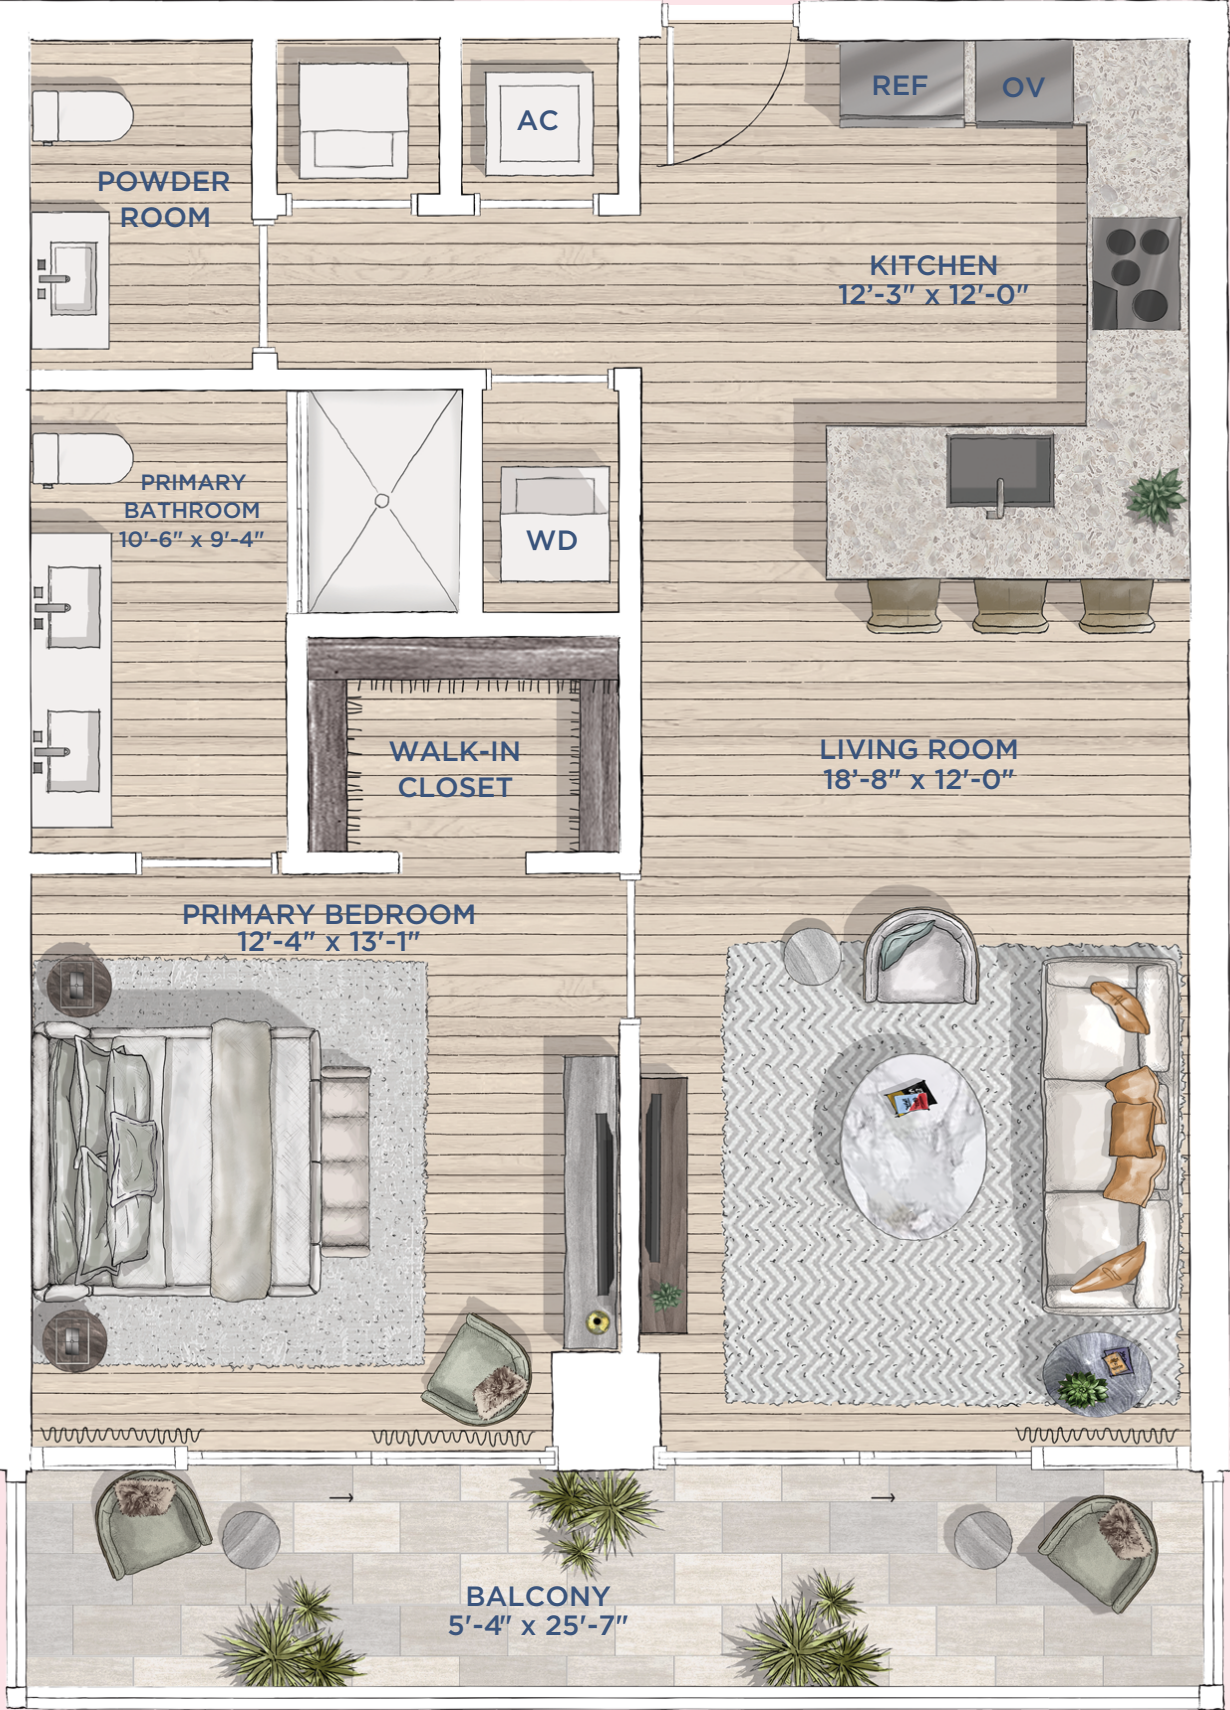 REF
OV
AC
POWDER
ROOM
KITCHEN
12’-3" x 12'-0"
PRIMARY
BATHROOM
10'-6" x 9'-4"
WD
WALK-IN
CLOSET
LIVING ROOM
18’-8" x 12'-0"
PRIMARY BEDROOM
12'-4" x 13'-1"
BALCONY
5'-4" x 25'-7"